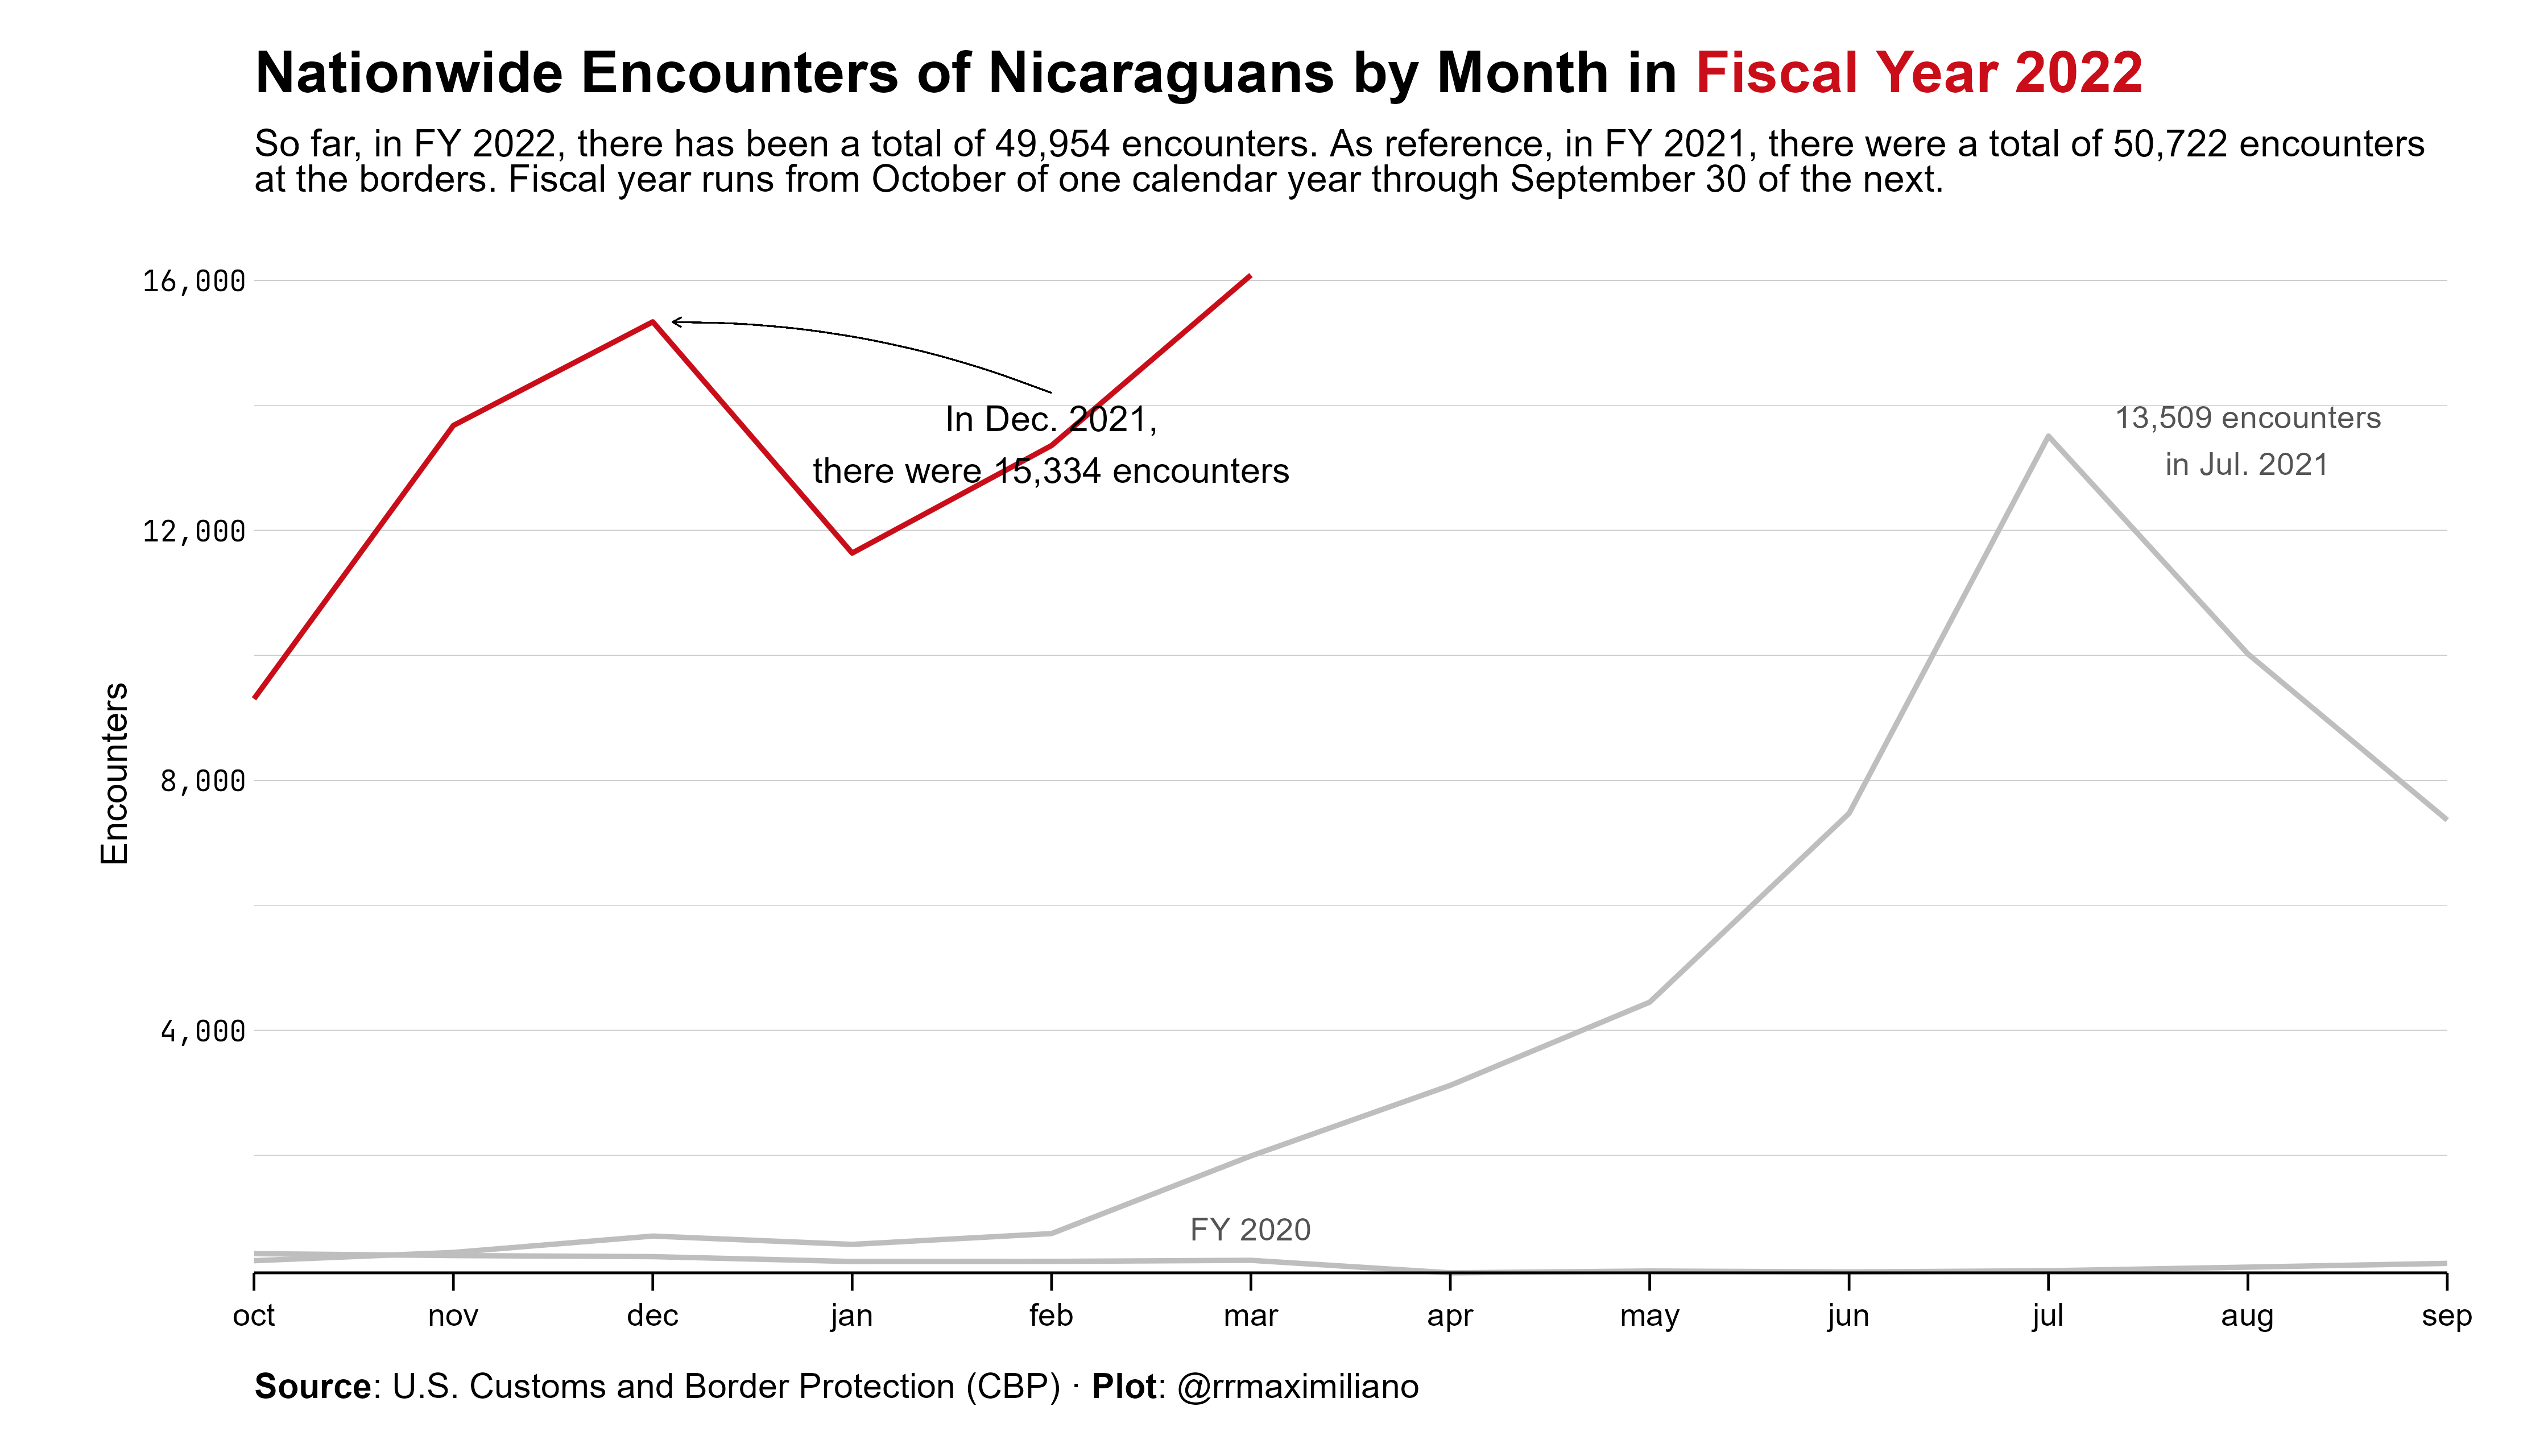 Nationwide Encounters of Nicaraguans by Month in Fiscal Year 2022
So far, in FY 2022, there has been a total of 49,954 encounters. As reference, in FY 2021, there were a total of 50,722 encounters
at the borders. Fiscal year runs from October of one calendar year through September 30 of the next.
16,000
In Dec. 2021,
there were 15,334 encounters
13,509 encounters
in Jul. 2021
12,000
8,000
Encounters
4,000
FY 2020
oct nov dec jan feb mar apr may jun jul aug sep
Source: U.S. Customs and Border Protection (CBP) · Plot: @rrmaximiliano